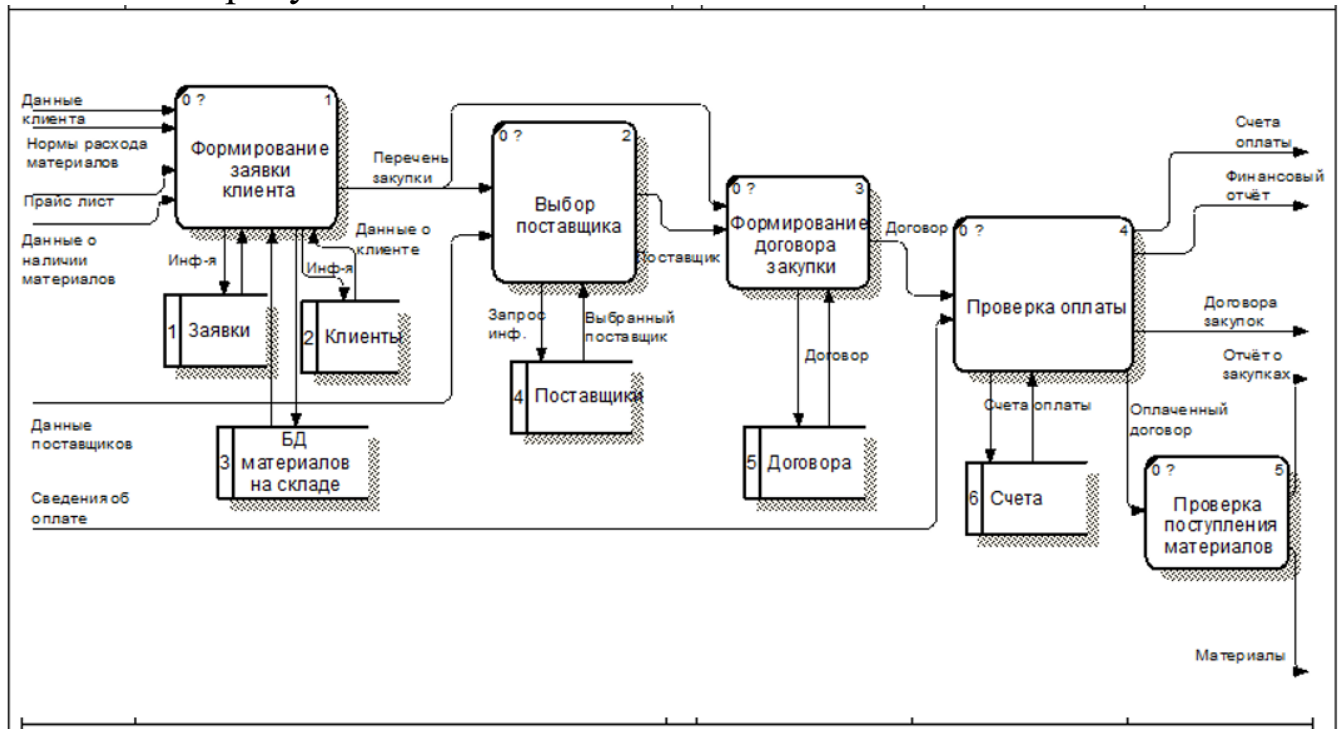 Данные
клиента
Нормы расхода
материалов
Прайс лист
Данные о
наличии
материалов
0 ? 1
Формирование
заявки
клиента
Перечень
закупки
Инф-я
Инф-я
Данные о
клиенте
1 Заявки
2 Клиенты
3 БД
материалов
на складе
Данные
поставщиков
Сведения об
оплате
0 ? 2
Выбор
поставщика
Поставщик
Запрос
инф.
Выбранный
поставщик
4 Поставщики
0 ? 3
Формирование
договора
закупки
Договор
Договор
5 Договора
0 ? 4
Проверка оплаты
Счета оплаты
6 Счета
Оплаченный
договор
0 ? 5
Проверка
поступления
материалов
Счета
оплаты
Финансовый
отчёт
Договора
закупок
Отчёт о
закупках
Материалы